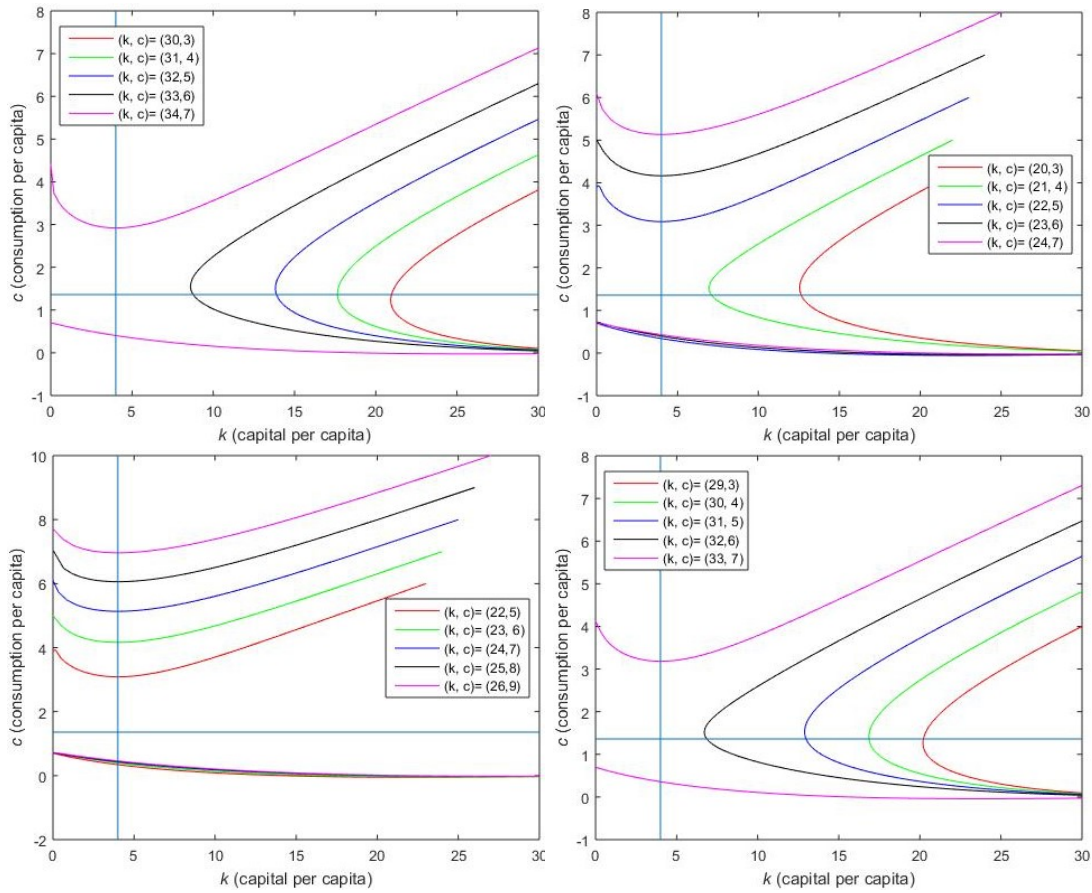 8
7
6
5
4
3
2
1
0
-1
c (consumption per capita)
(k, c)= (30,3)
(k, c)= (31, 4)
(k, c)= (32,5)
(k, c)= (33,6)
(k, c)= (34,7)
0 5 10 15 20 25 30
k (capital per capita)
8
7
6
5
4
3
2
1
0
-1
c (consumption per capita)
(k, c)= (20,3)
(k, c)= (21, 4)
(k, c)= (22,5)
(k, c)= (23,6)
(k, c)= (24,7)
0 5 10 15 20 25 30
k (capital per capita)
10
8
6
4
2
0
-2
c (consumption per capita)
(k, c)= (22,5)
(k, c)= (23, 6)
(k, c)= (24,7)
(k, c)= (25,8)
(k, c)= (26,9)
0 5 10 15 20 25 30
k (capital per capita)
8
7
6
5
4
3
2
1
0
-1
c (consumption per capita)
(k, c)= (29,3)
(k, c)= (30, 4)
(k, c)= (31, 5)
(k, c)= (32,6)
(k, c)= (33, 7)
0 5 10 15 20 25 30
k (capital per capita)